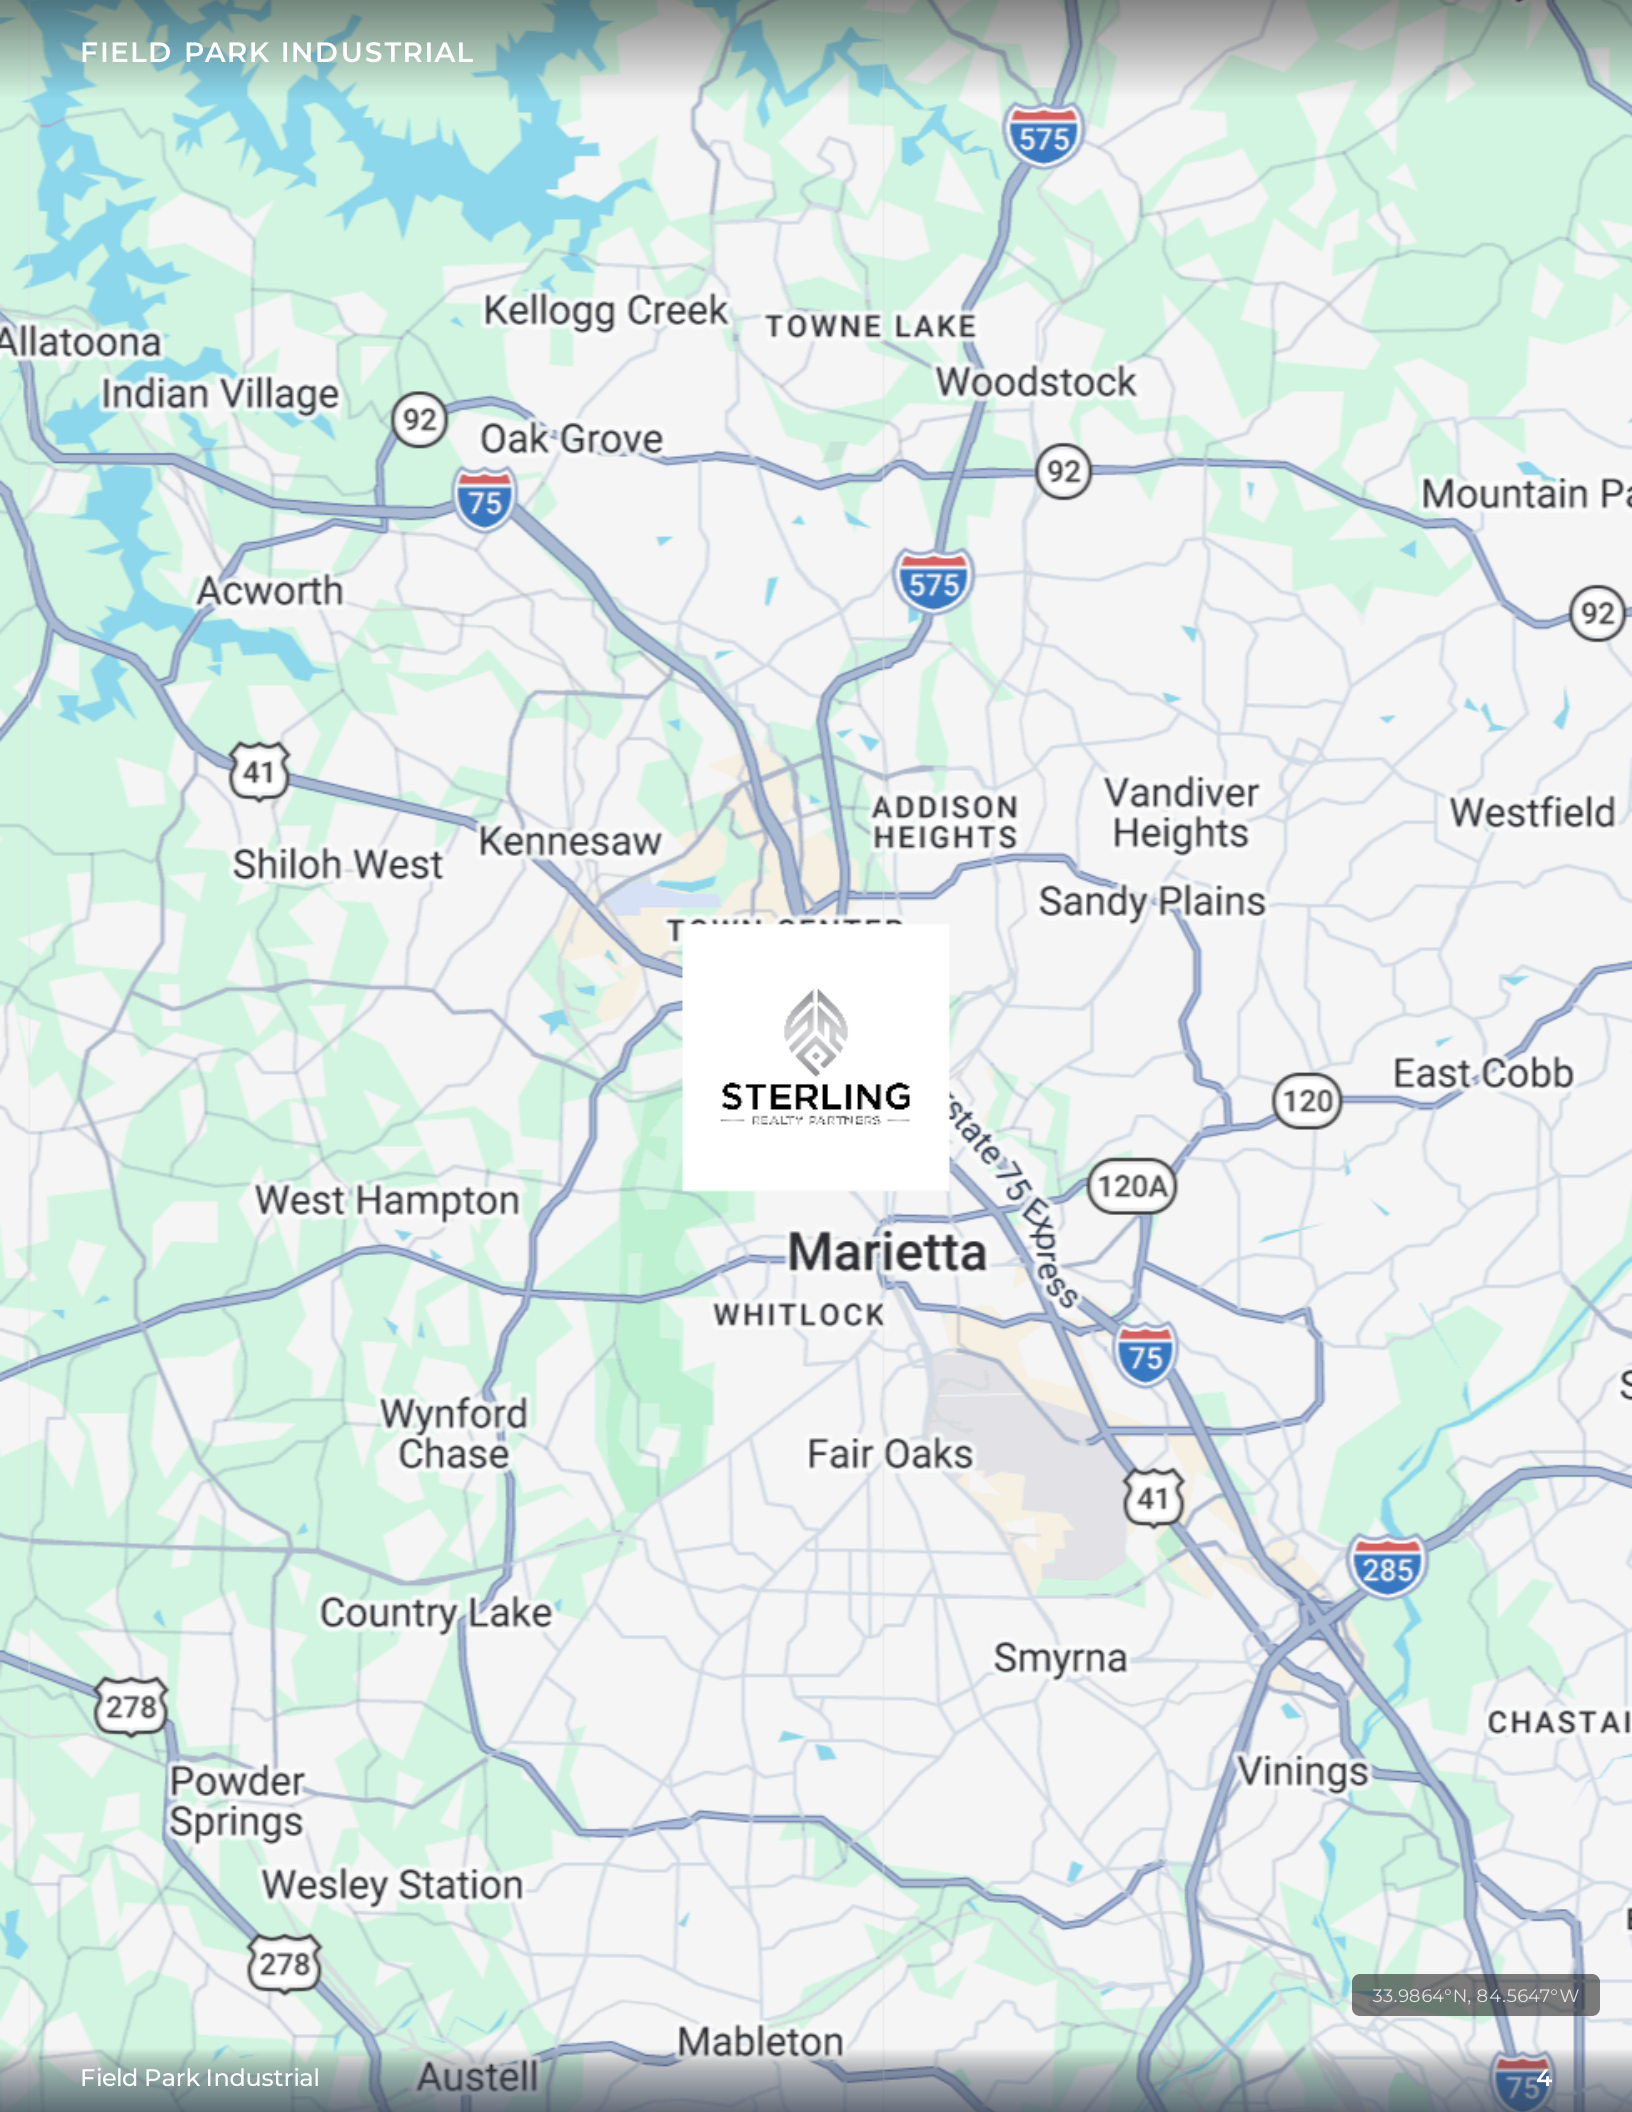 FIELD PARK INDUSTRIAL
575
Kellogg Creek
TOWNE LAKE
Allatoona
Indian Village
Woodstock
92
Oak Grove
92
75
Mountain Pa
575
Acworth
92
41
ADDISON
HEIGHTS
Vandiver
Heights
Westfield
Kennesaw
Shiloh West
Sandy Plains
TOWN CENTER
STERLING
REALTY PARTNERS
East Cobb
120
rstate 75 Express
120A
West Hampton
Marietta
WHITLOCK
75
S
Wynford
Chase
Fair Oaks
41
285
Country Lake
Smyrna
278
CHASTAI
Vinings
Powder
Springs
Wesley Station
278
33.9864°N, 84.5647°W
Mableton
Austell
75
Field Park Industrial
4